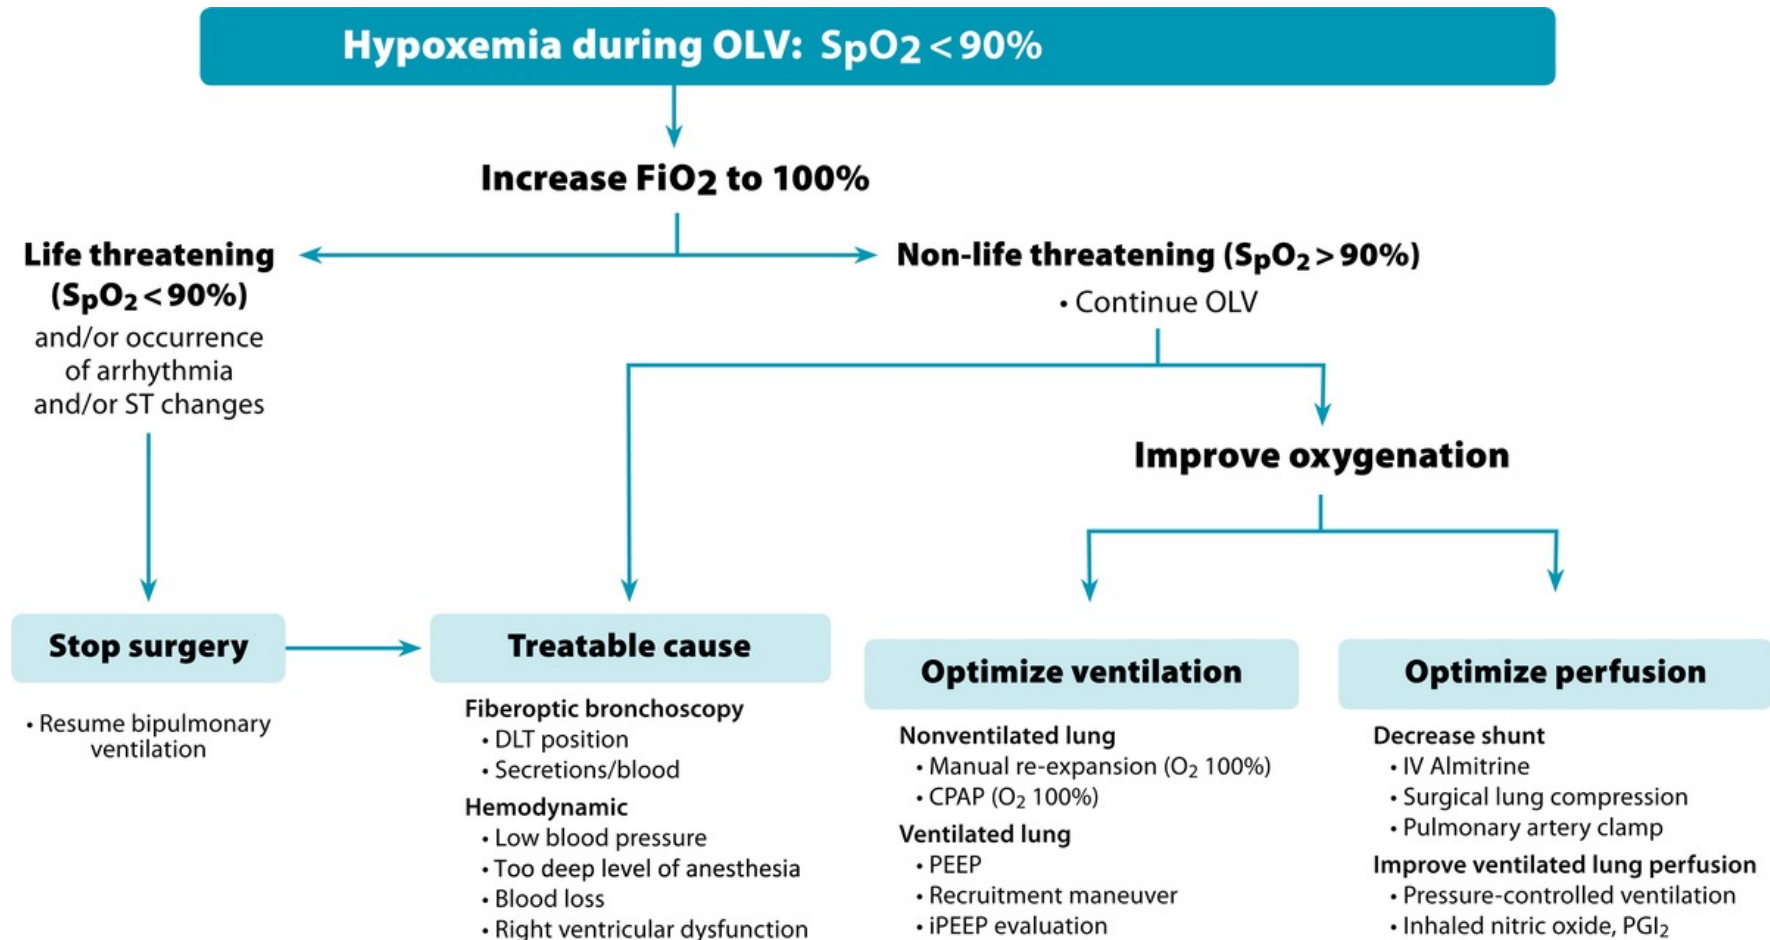 Hypoxemia during OLV: SpO2 < 90%
Increase FiO2 to 100%
Life threatening
(SpO2 < 90%)
and/or occurrence
of arrhythmia
and/or ST changes
Non-life threatening (SpO2 > 90%)
• Continue OLV
Improve oxygenation
Stop surgery
• Resume bipulmonary
ventilation
Treatable cause
Fiberoptic bronchoscopy
• DLT position
• Secretions/blood
Hemodynamic
• Low blood pressure
• Too deep level of anesthesia
• Blood loss
• Right ventricular dysfunction
Optimize ventilation
Nonventilated lung
• Manual re-expansion (O2 100%)
• CPAP (O2 100%)
Ventilated lung
• PEEP
• Recruitment maneuver
• iPEEP evaluation
Optimize perfusion
Decrease shunt
• IV Almitrine
• Surgical lung compression
• Pulmonary artery clamp
Improve ventilated lung perfusion
• Pressure-controlled ventilation
• Inhaled nitric oxide, PGI2